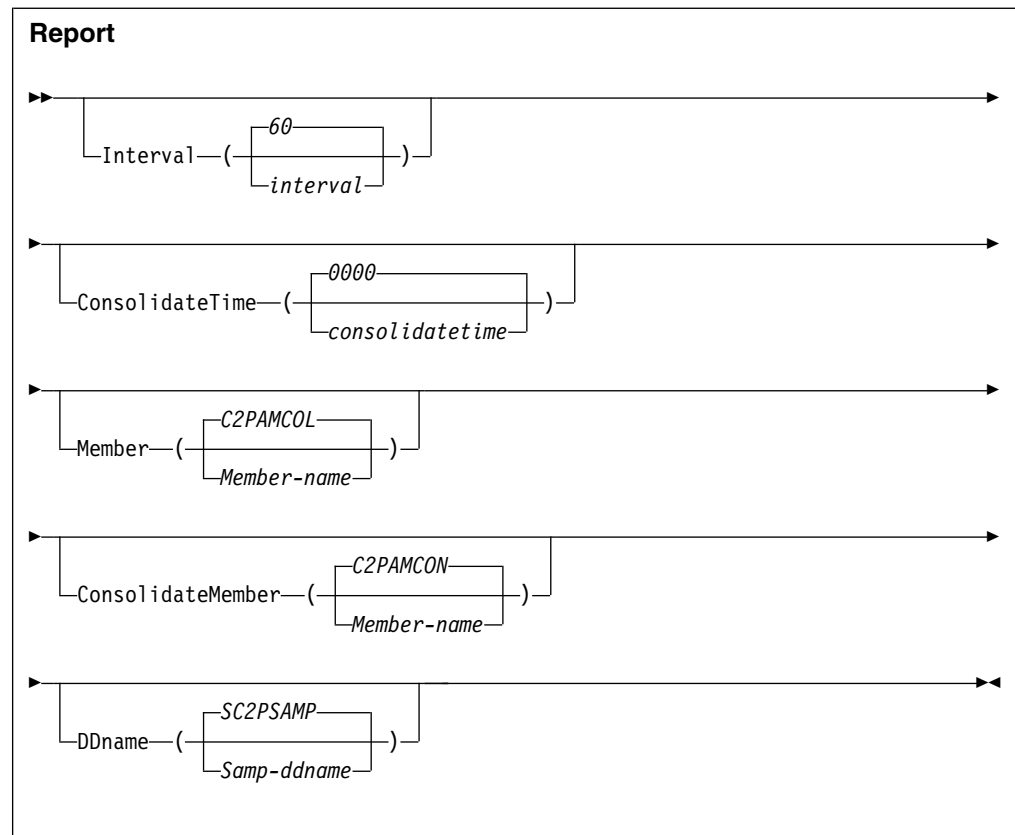 Report
60
Interval ( )
interval
0000
ConsolidateTime ( )
consolidatetime
C2PAMCOL
Member ( )
Member-name
C2PAMCON
ConsolidateMember ( )
Member-name
SC2PSAMP
DDname ( )
Samp-ddname